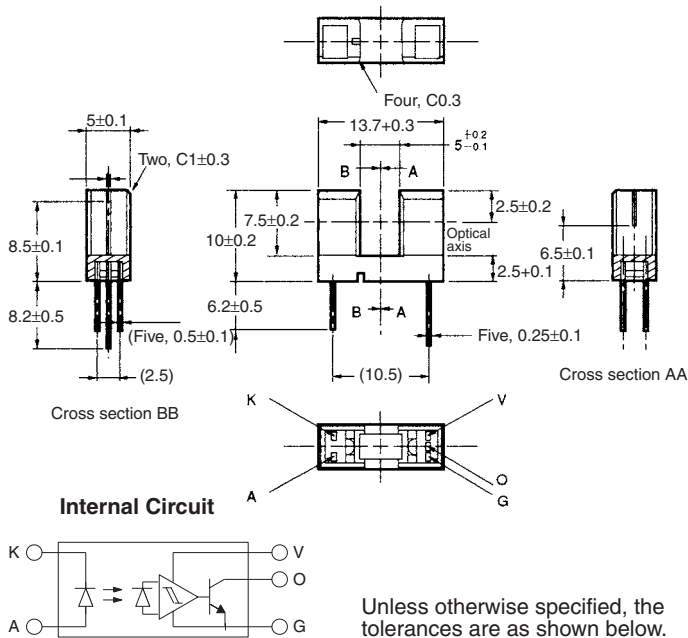 Four, C0.3
5±0.1
13.7+0.3
5 +0.2 -0.1
Two, C1±0.3
B A
2.5±0.2
7.5±0.2
10±0.2
Optical
axis
8.5±0.1
6.5±0.1
2.5+0.1
6.2±0.5
8.2±0.5
B A
(Five, 0.5±0.1)
Five, 0.25±0.1
(2.5)
(10.5)
Cross section AA
Cross section BB
K V
O
A G
Internal Circuit
K V
O
A G
Unless otherwise specified, the
tolerances are as shown below.